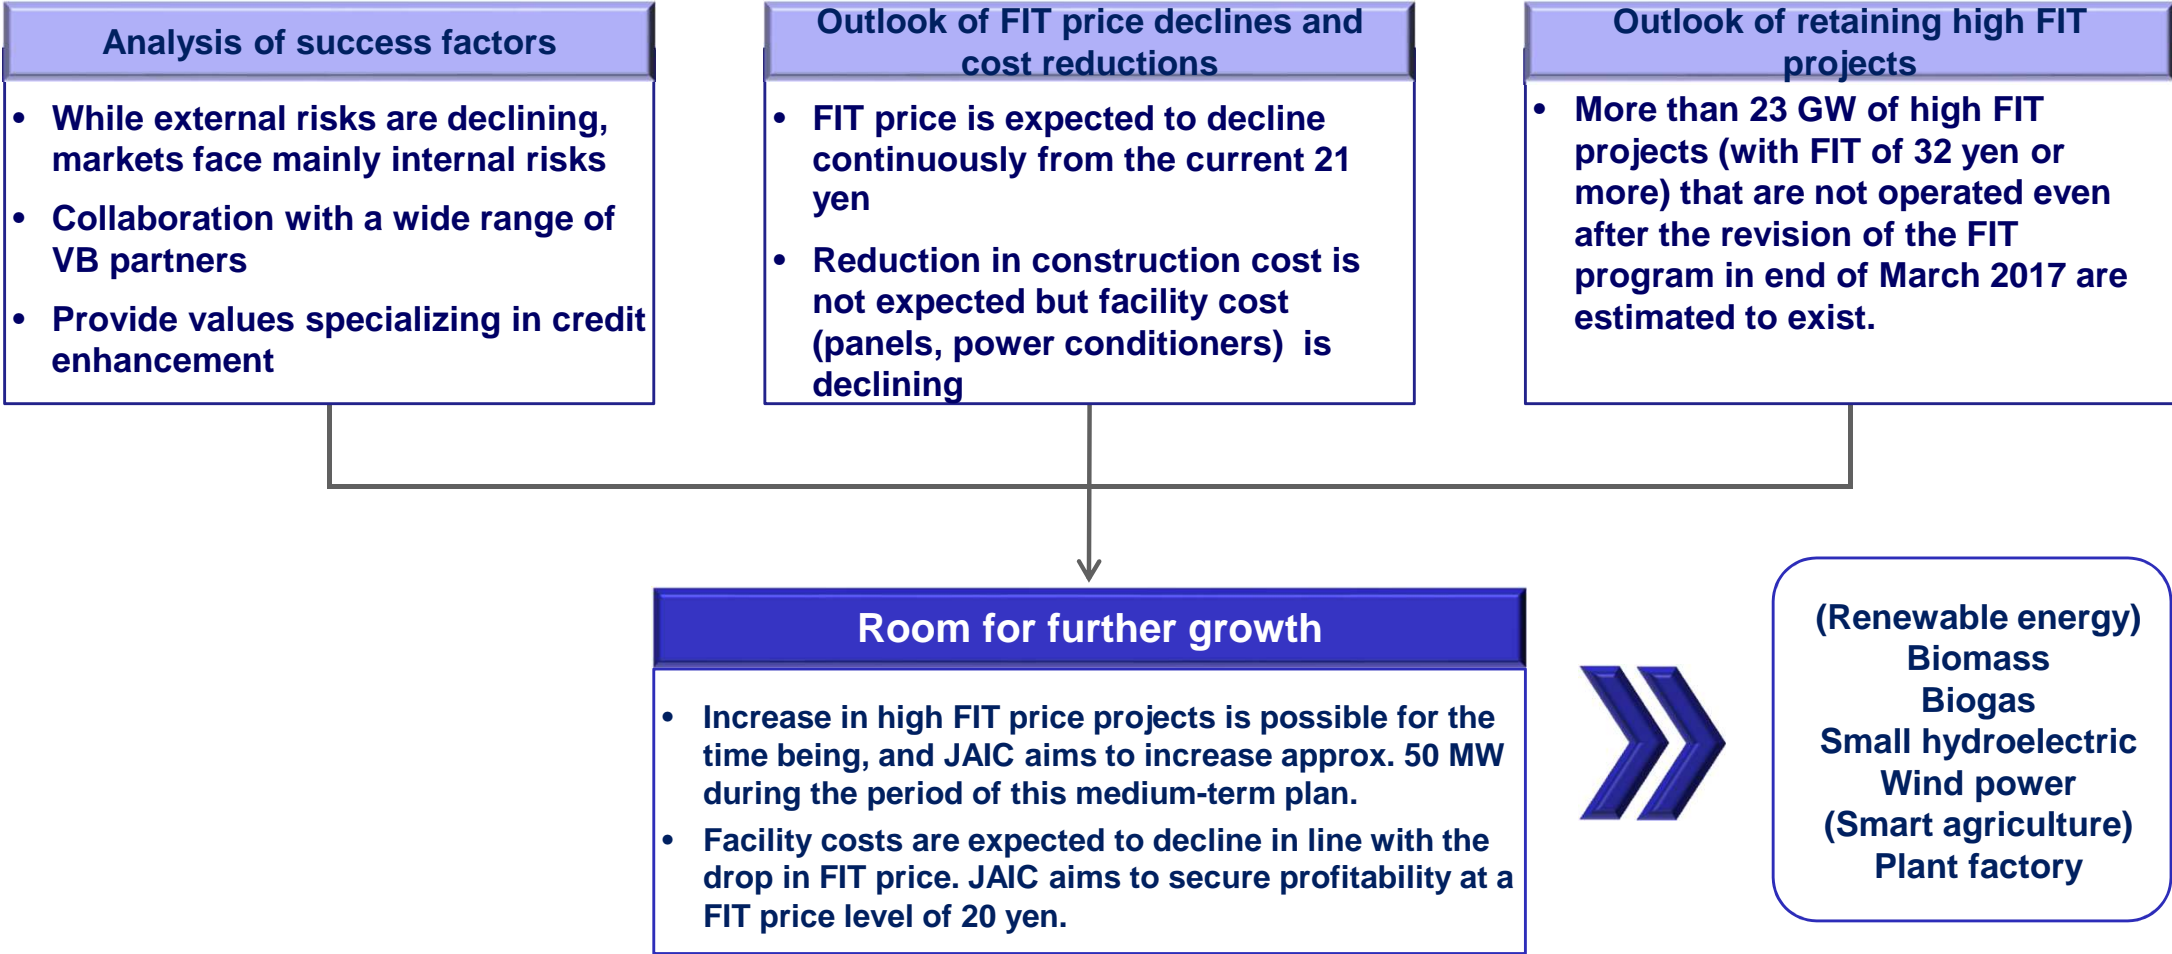 Analysis of success factors
• While external risks are declining,
markets face mainly internal risks
• Collaboration with a wide range of
VB partners
• Provide values specializing in credit
enhancement
Outlook of FIT price declines and
cost reductions
• FIT price is expected to decline
continuously from the current 21
yen
• Reduction in construction cost is
not expected but facility cost
(panels, power conditioners) is
declining
Outlook of retaining high FIT
projects
• More than 23 GW of high FIT
projects (with FIT of 32 yen or
more) that are not operated even
after the revision of the FIT
program in end of March 2017 are
estimated to exist.
Room for further growth
• Increase in high FIT price projects is possible for the
time being, and JAIC aims to increase approx. 50 MW
during the period of this medium-term plan.
• Facility costs are expected to decline in line with the
drop in FIT price. JAIC aims to secure profitability at a
FIT price level of 20 yen.
(Renewable energy)
Biomass
Biogas
Small hydroelectric
Wind power
(Smart agriculture)
Plant factory